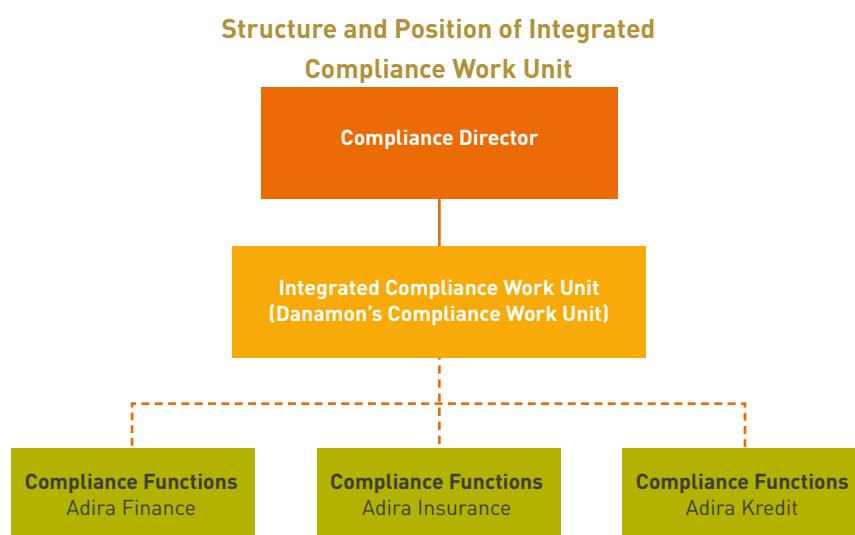 Structure and Position of Integrated
Compliance Work Unit
Compliance Director
Integrated Compliance Work Unit
(Danamon's Compliance Work Unit)
Compliance Functions
Adira Finance
Compliance Functions
Adira Insurance
Compliance Functions
Adira Kredit